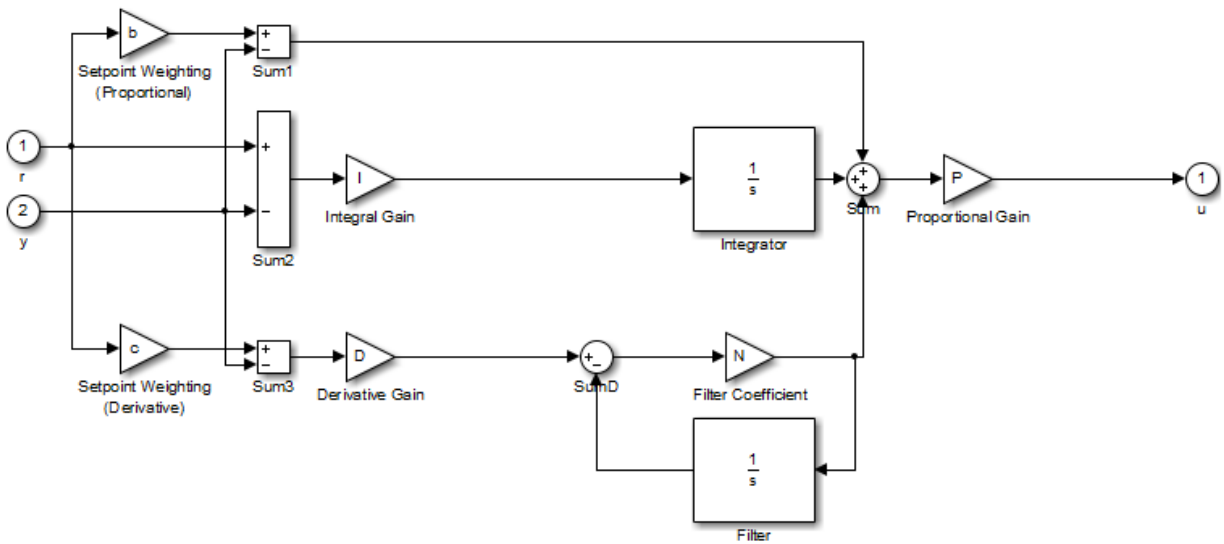 b
+
−
Sum1
Setpoint Weighting
(Proportional)
1
r
2
y
+
−
Sum2
I
Integral Gain
1
s
Integrator
+
+
+
Sum
P
Proportional Gain
1
u
c
Setpoint Weighting
(Derivative)
+
−
Sum3
D
Derivative Gain
+
−
SumD
N
Filter Coefficient
1
s
Filter